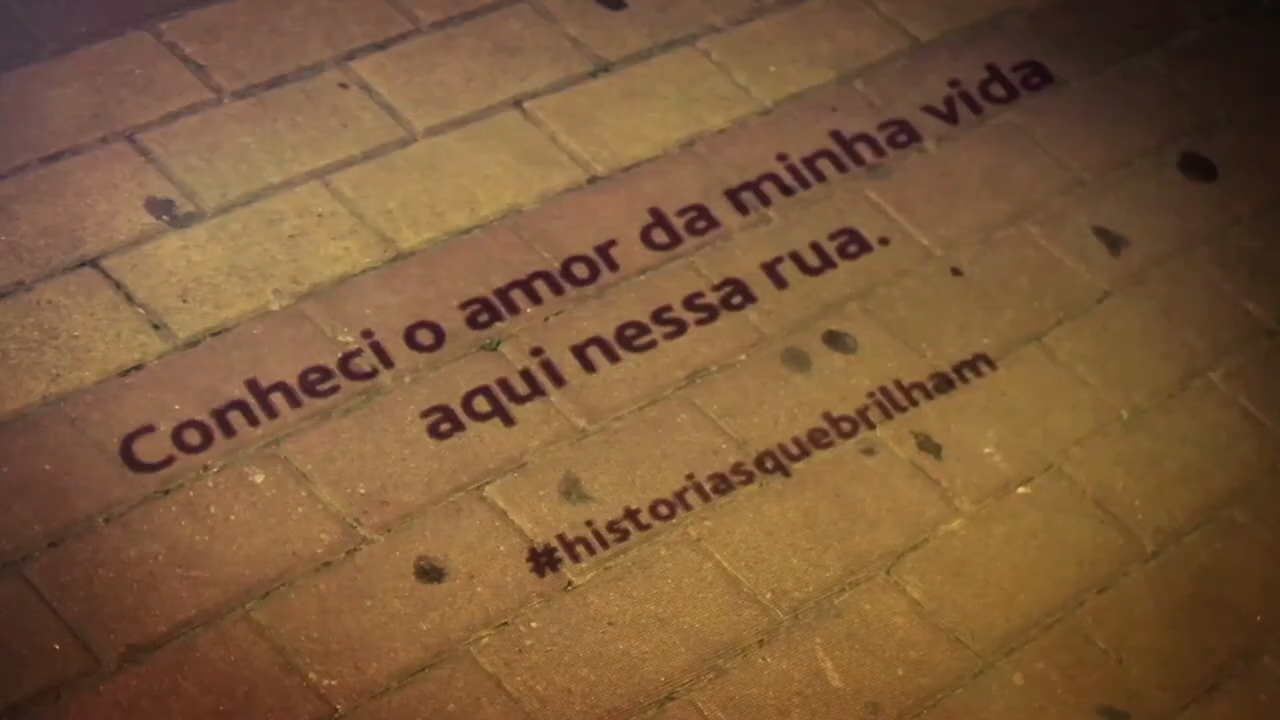 Conheci o amor da minha vida
aqui nessa rua.
#historiasquebrilham